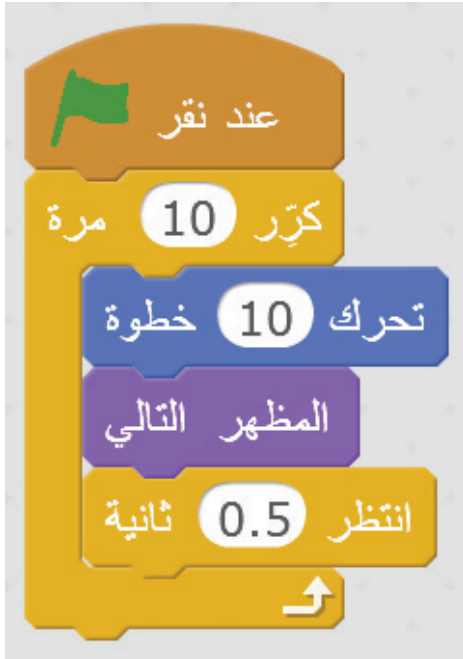 عند نقر
كرِّر 10 مرة
تحرك 10 خطوة
المظهر التالي
انتظر 0.5 ثانية